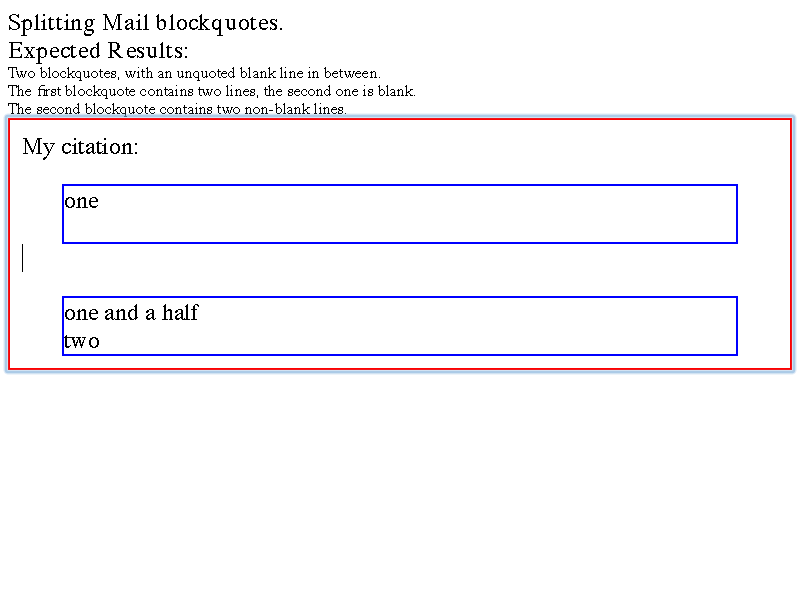 Splitting Mail blockquotes.
Expected Results:
Two blockquotes, with an unquoted blank line in between.
The first blockquote contains two lines, the second one is blank.
The second blockquote contains two non-blank lines.
My citation:
one
one and a half
two